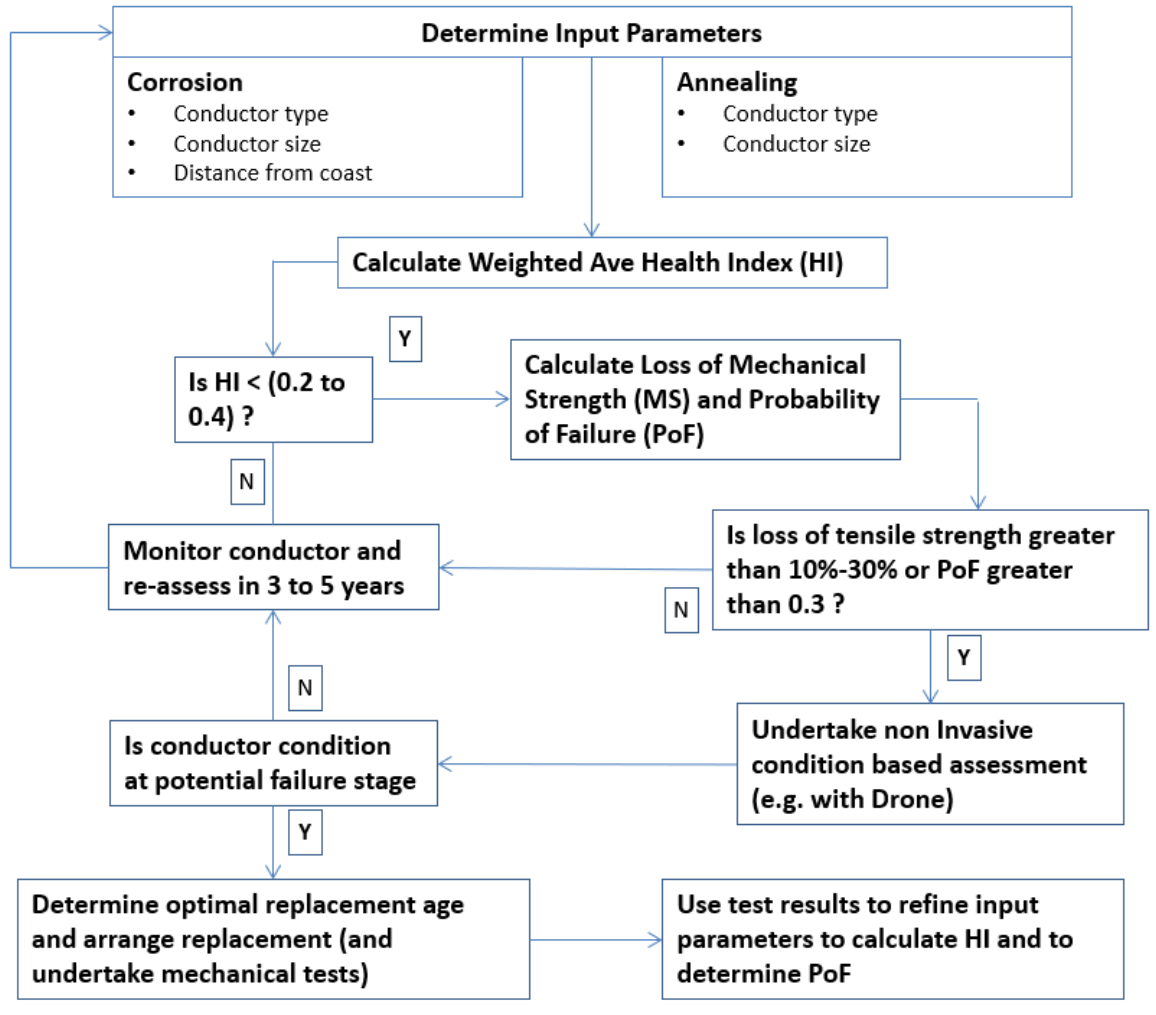 Determine Input Parameters
Corrosion
• Conductor type
• Conductor size
• Distance from coast
Annealing
• Conductor type
• Conductor size
Calculate Weighted Ave Health Index (HI)
Y
Is HI < (0.2 to
0.4) ?
Calculate Loss of Mechanical
Strength (MS) and Probability
of Failure (PoF)
N
Monitor conductor and
re-assess in 3 to 5 years
Is loss of tensile strength greater
than 10%-30% or PoF greater
than 0.3 ?
N
Y
N
Is conductor condition
at potential failure stage
Undertake non Invasive
condition based assessment
(e.g. with Drone)
Y
Determine optimal replacement age
and arrange replacement (and
undertake mechanical tests)
Use test results to refine input
parameters to calculate HI and to
determine PoF